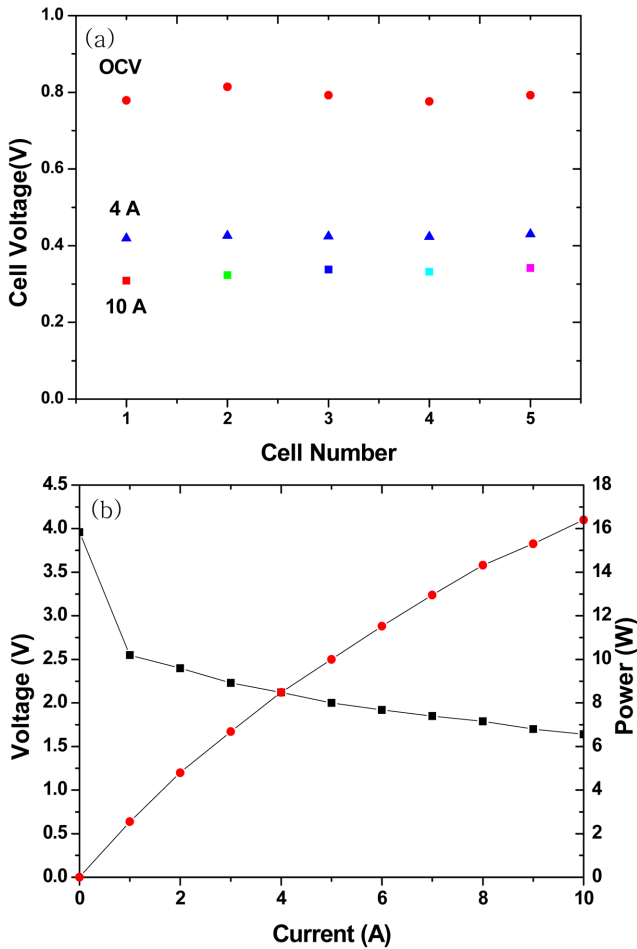 (a)
OCV
4 A
10 A
1.0
0.8
0.6
0.4
0.2
0.0
Cell Voltage(V)
1 2 3 4 5
Cell Number
(b)
4.5
4.0
3.5
3.0
2.5
2.0
1.5
1.0
0.5
0.0
Voltage (V)
18
16
14
12
10
8
6
4
2
0
Power (W)
0 2 4 6 8 10
Current (A)